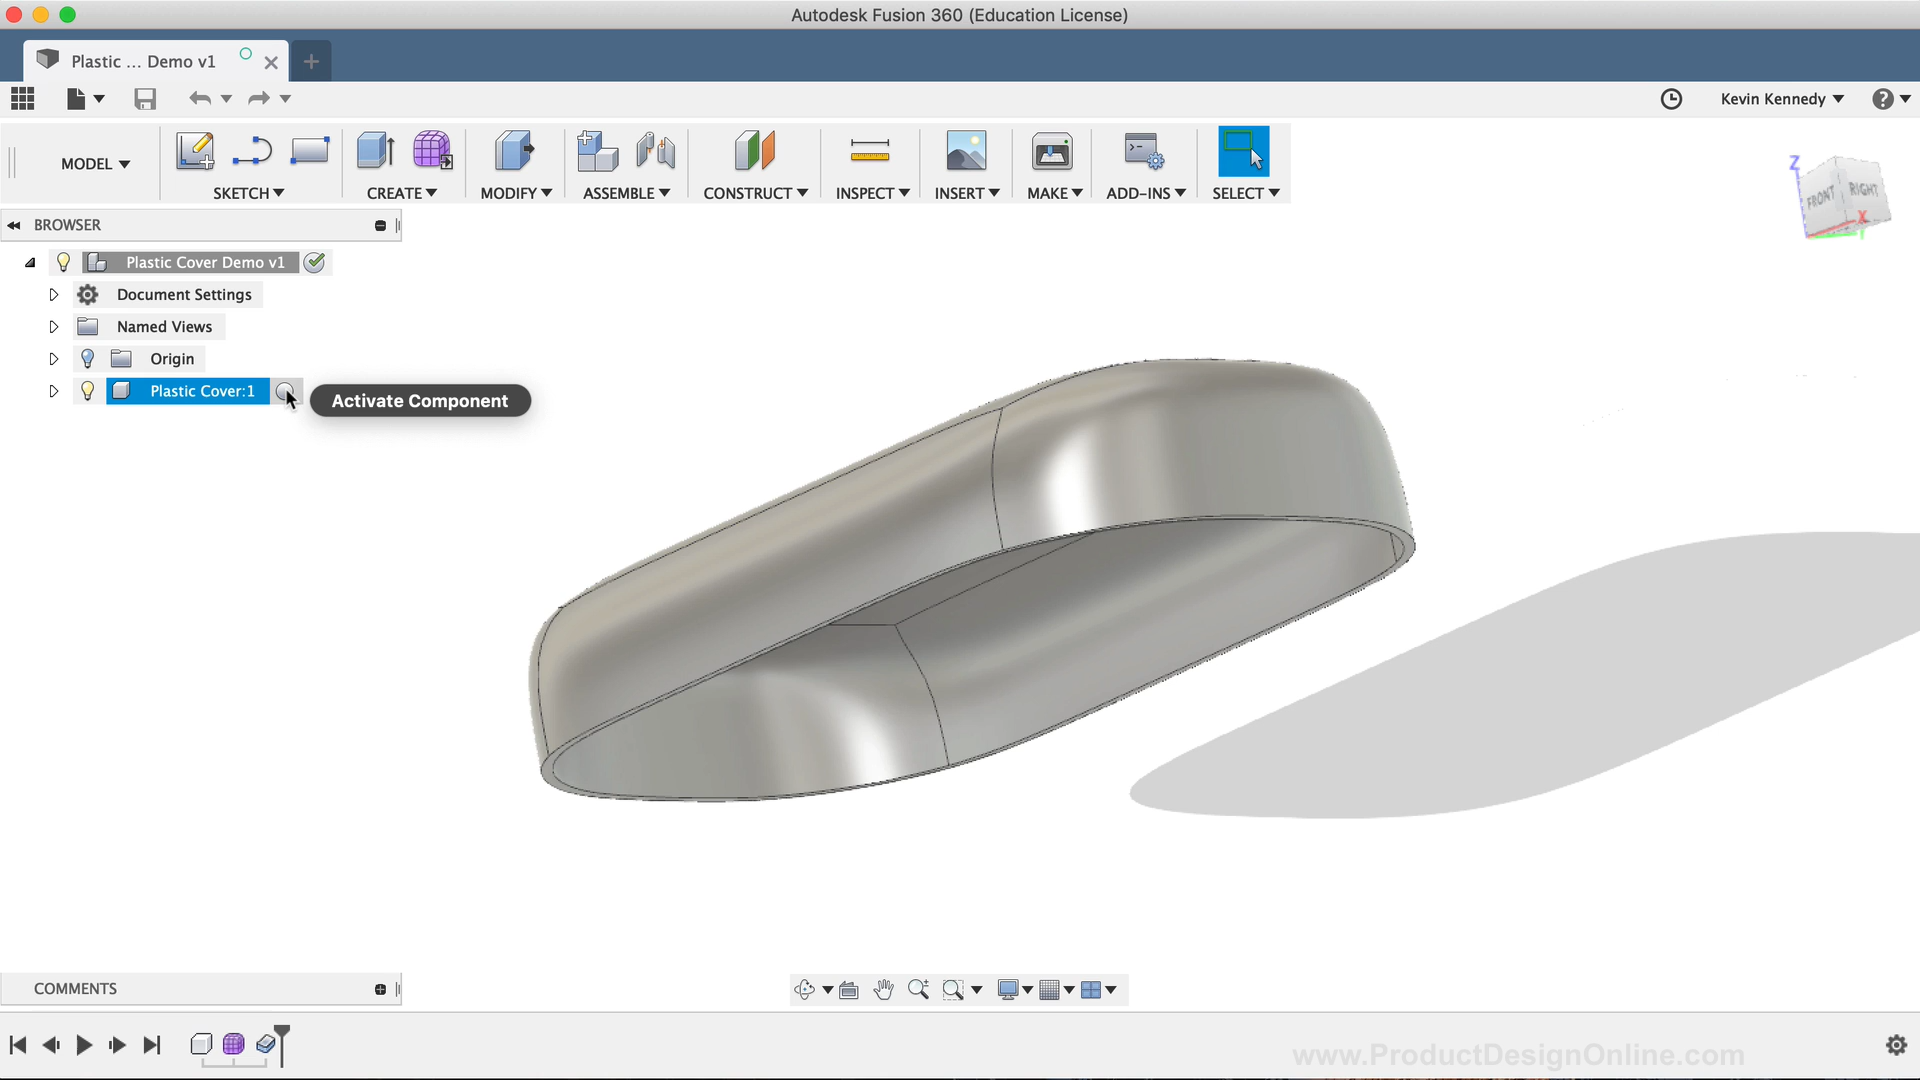 Autodesk Fusion 360 (Education License)
Plastic ... Demo v1
Kevin Kennedy
MODEL
SKETCH
CREATE
MODIFY
ASSEMBLE
CONSTRUCT
INSPECT
INSERT
MAKE
ADD-INS
SELECT
Z
FRONT
RIGHT
X
Y
BROWSER
Plastic Cover Demo v1
Document Settings
Named Views
Origin
Plastic Cover:1
Activate Component
COMMENTS
www.ProductDesignOnline.com